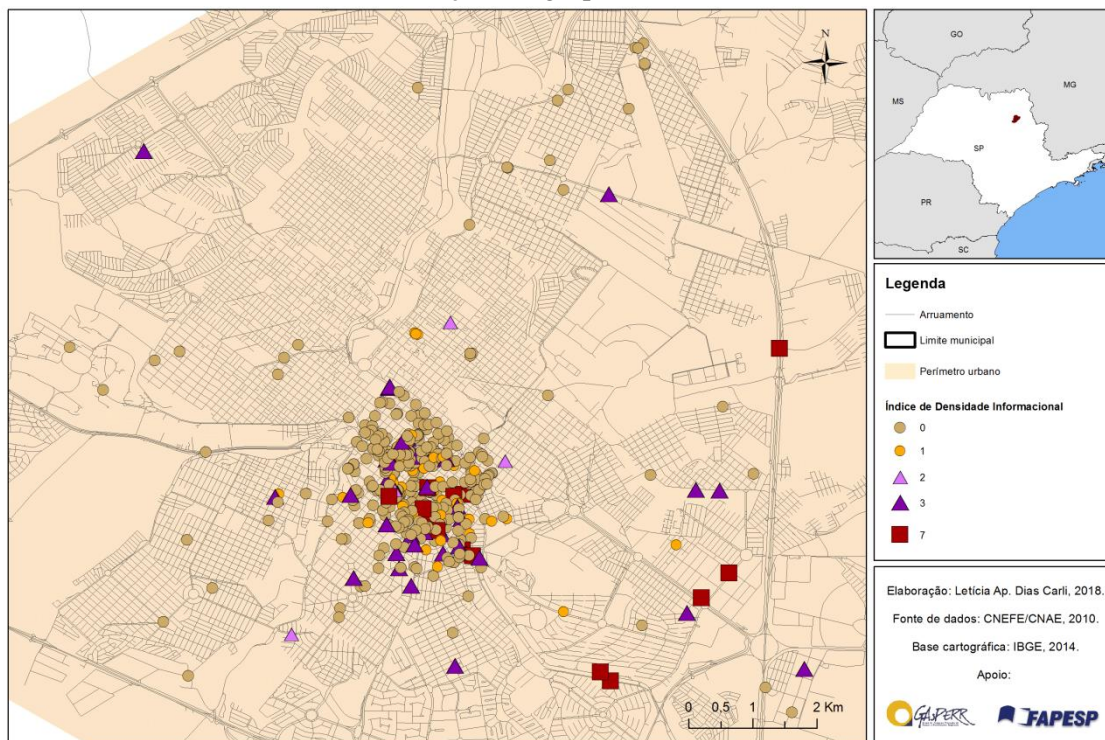 N
0 0,5 1 2 Km
GO
MG
MS
SP
PR
SC
Legenda
Arruamento
Limite municipal
Perímetro urbano
Índice de Densidade Informacional
0
1
2
3
7
Elaboração: Letícia Ap. Dias Carli, 2018.
Fonte de dados: CNEFE/CNAE, 2010.
Base cartográfica: IBGE, 2014.
Apoio:
GAsPERR
FAPESP